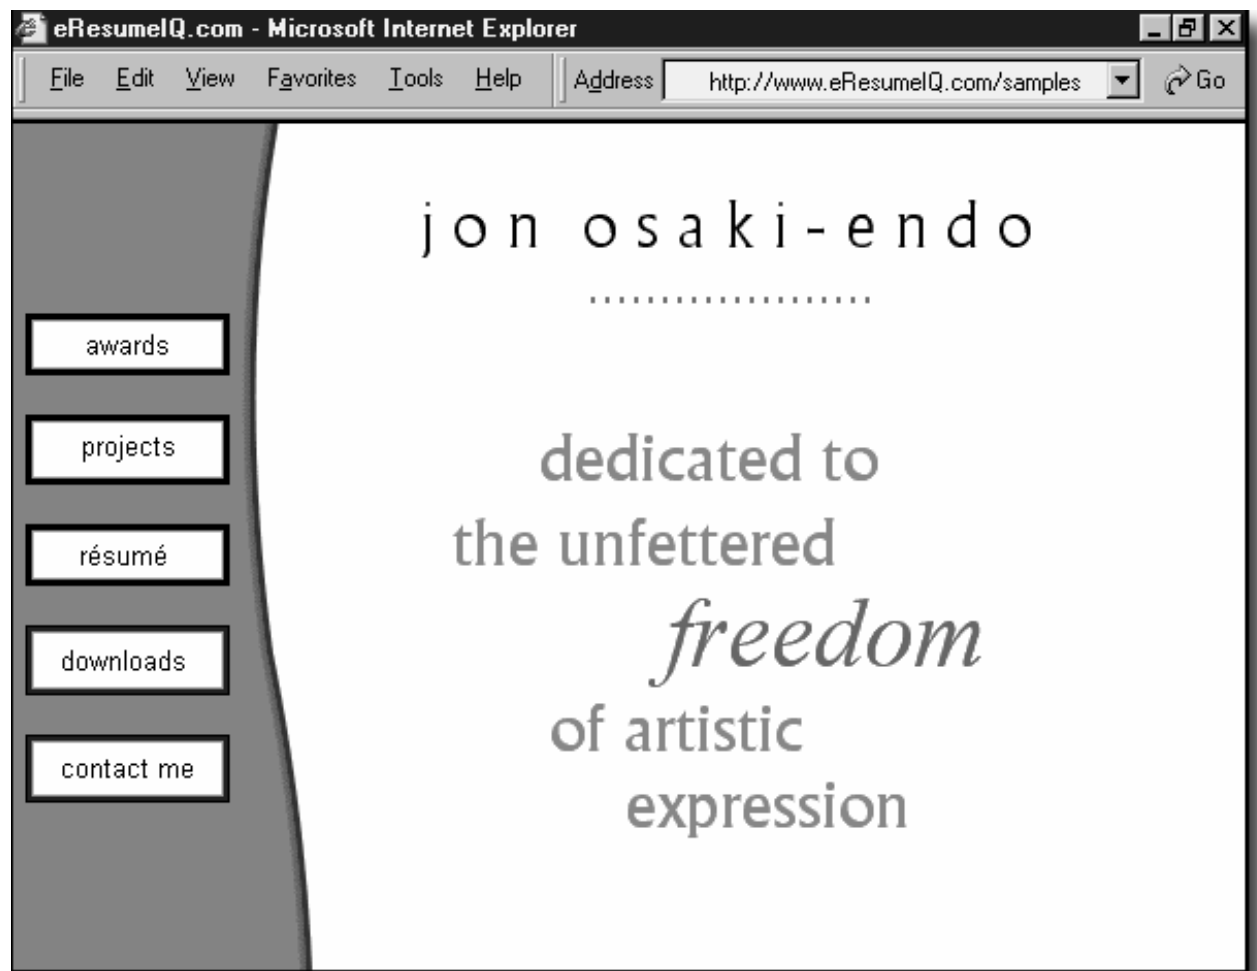 eResumeIQ.com - Microsoft Internet Explorer
File Edit View Favorites Tools Help Address http://www.eResumeIQ.com/samples Go
jon osaki-endo
....................
awards
projects
résumé
downloads
contact me
dedicated to
the unfettered
freedom
of artistic
expression